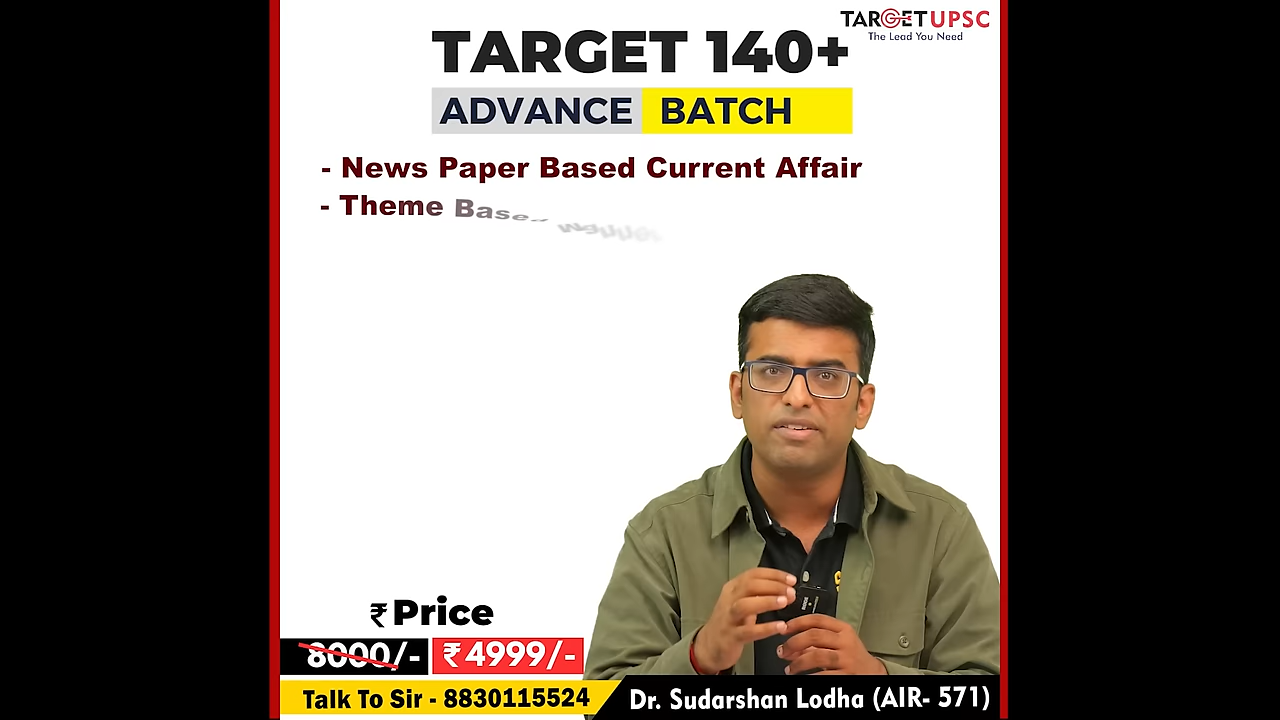 TARGETUPSC
The Lead You Need
TARGET 140+
ADVANCE BATCH
- News Paper Based Current Affair
- Theme Based
₹ Price
8000/- ₹4999/-
Talk To Sir - 8830115524
Dr. Sudarshan Lodha (AIR- 571)